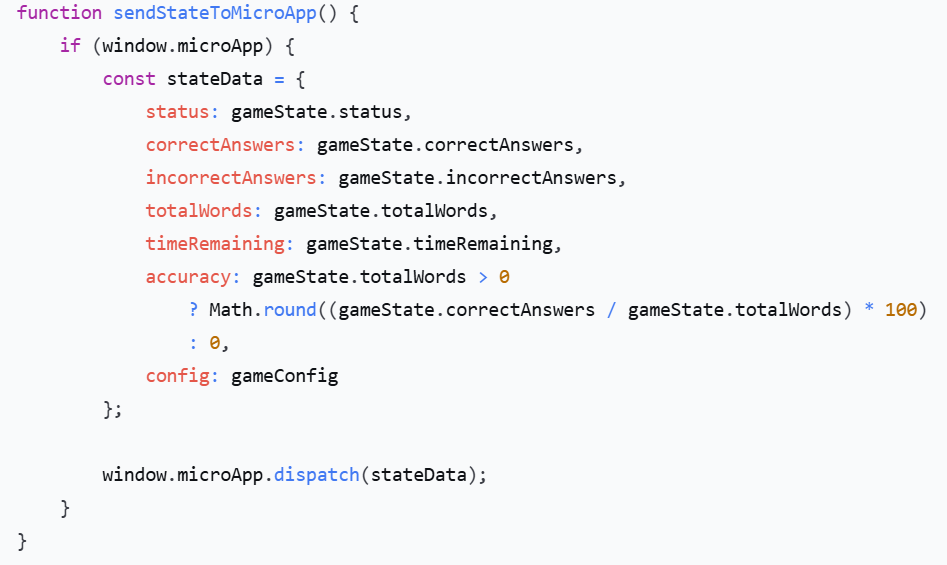 function sendStateToMicroApp() {
    if (window.microApp) {
        const stateData = {
            status: gameState.status,
            correctAnswers: gameState.correctAnswers,
            incorrectAnswers: gameState.incorrectAnswers,
            totalWords: gameState.totalWords,
            timeRemaining: gameState.timeRemaining,
            accuracy: gameState.totalWords > 0
                ? Math.round((gameState.correctAnswers / gameState.totalWords) * 100)
                : 0,
            config: gameConfig
        };

        window.microApp.dispatch(stateData);
    }
}